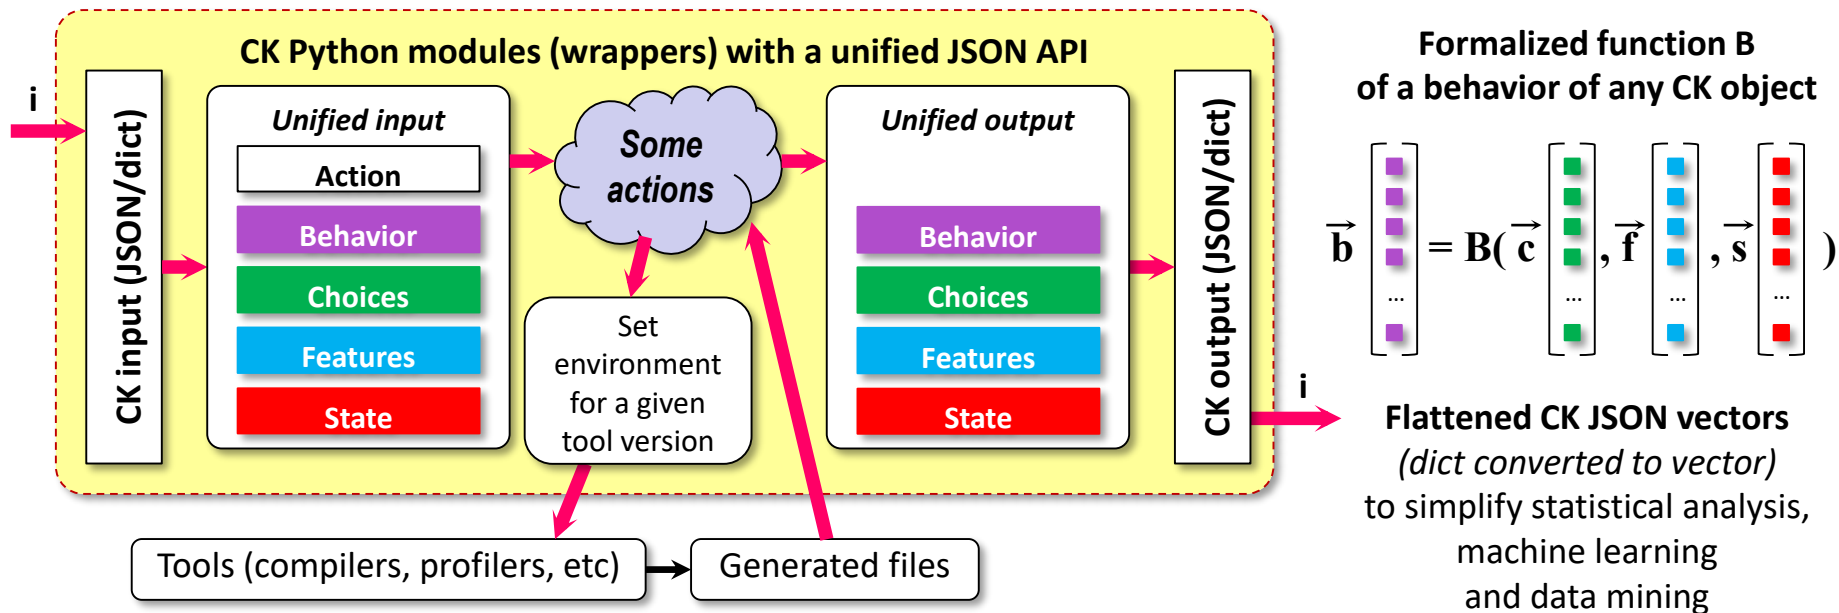 CK Python modules (wrappers) with a unified JSON API
i
CK input (JSON/dict)
Unified input
Action
Behavior
Choices
Features
State
Some
actions
Set
environment
for a given
tool version
Unified output
Behavior
Choices
Features
State
CK output (JSON/dict)
i
Tools (compilers, profilers, etc)
Generated files
Formalized function B
of a behavior of any CK object
b ... = B( c ... , f ... , s ... )
Flattened CK JSON vectors
(dict converted to vector)
to simplify statistical analysis,
machine learning
and data mining